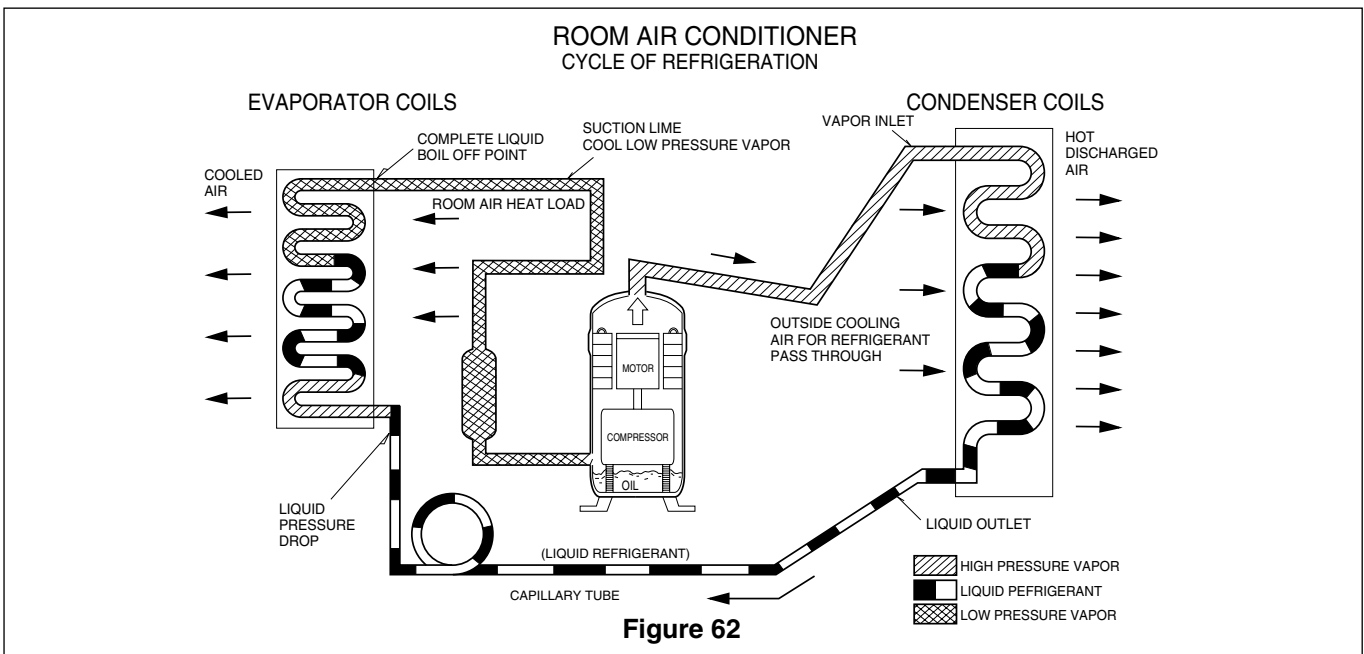 ROOM AIR CONDITIONER
CYCLE OF REFRIGERATION
EVAPORATOR COILS
CONDENSER COILS
COOLED
AIR
COMPLETE LIQUID
BOIL OFF POINT
SUCTION LIME
COOL LOW PRESSURE VAPOR
VAPOR INLET
HOT
DISCHARGED
AIR
ROOM AIR HEAT LOAD
OUTSIDE COOLING
AIR FOR REFRIGERANT
PASS THROUGH
MOTOR
COMPRESSOR
OIL
LIQUID
PRESSURE
DROP
(LIQUID REFRIGERANT)
CAPILLARY TUBE
LIQUID OUTLET
HIGH PRESSURE VAPOR
LIQUID PEFRIGERANT
LOW PRESSURE VAPOR
Figure 62